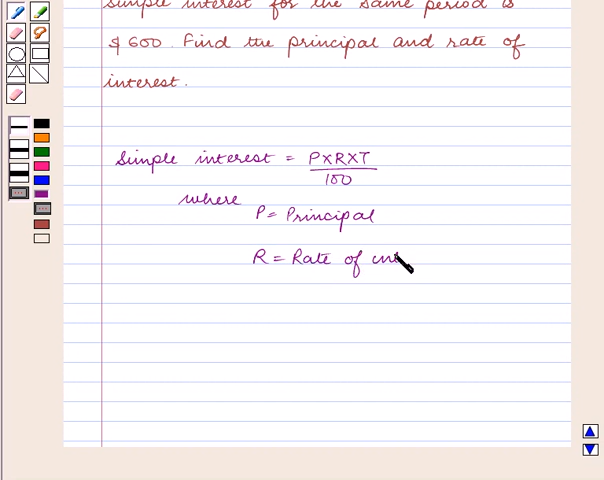 simple interest for the same period is
$ 600. Find the principal and rate of
interest.
Simple interest = P×R×T
100
where
P = Principal
R = Rate of in